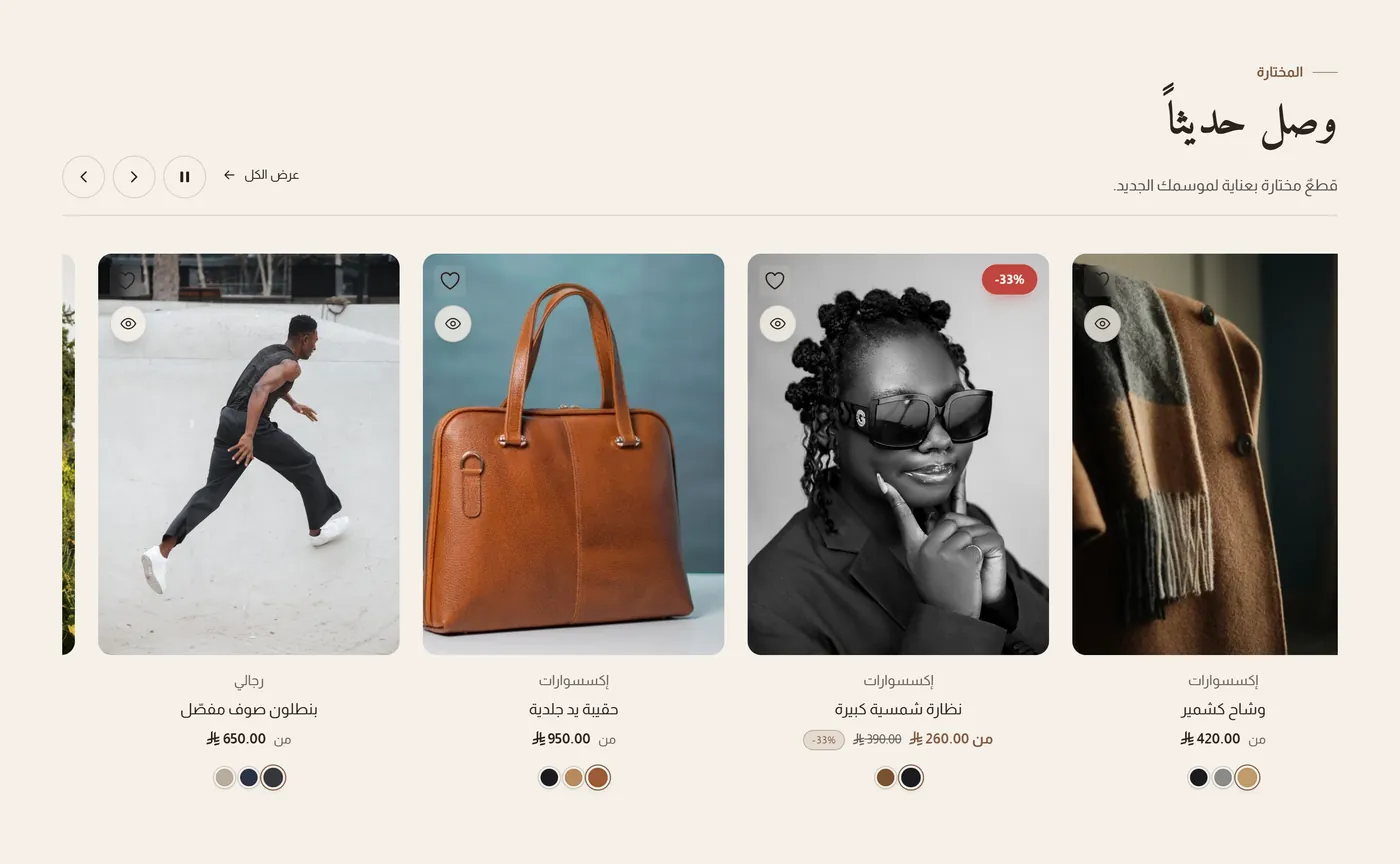 المختارة
وصل حديثاً
قطعٌ مختارة بعناية لموسمك الجديد.
عرض الكل ←
-33%
إكسسوارات
وشاح كشمير
من 420.00 ⃁
إكسسوارات
نظارة شمسية كبيرة
من 260.00 ⃁ 390.00 ⃁ -33%
إكسسوارات
حقيبة يد جلدية
من 950.00 ⃁
رجالي
بنطلون صوف مفصّل
من 650.00 ⃁